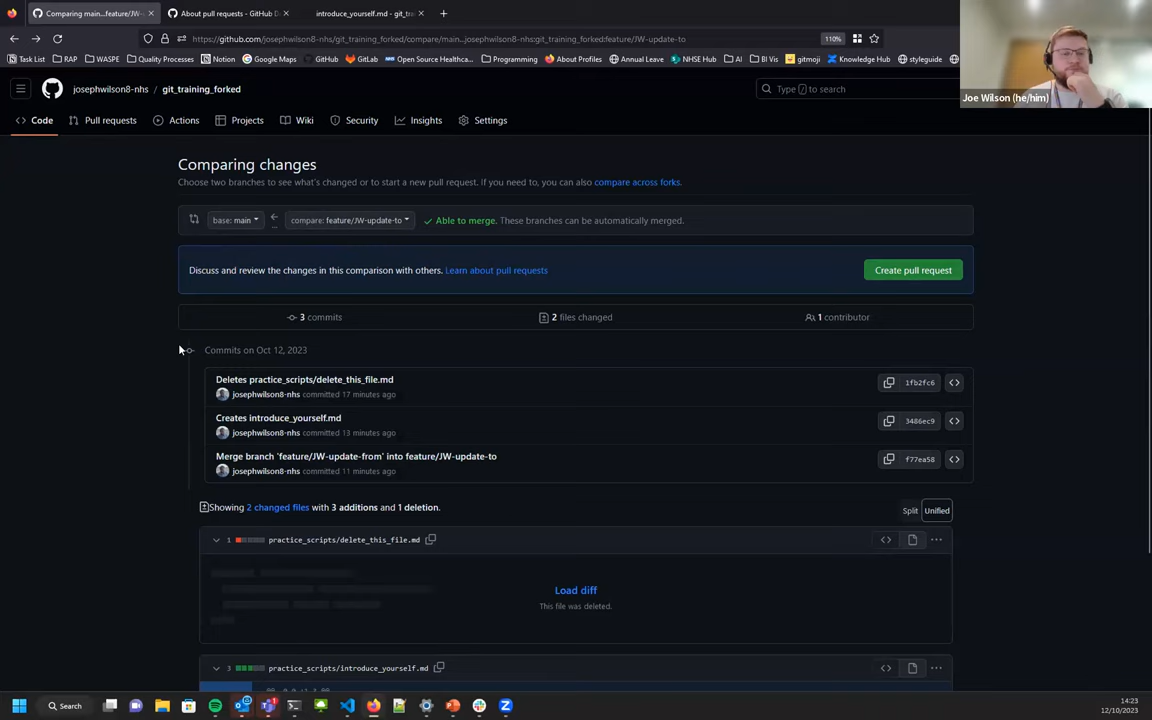 Comparing main...feature/JW-
About pull requests - GitHub D
introduce_yourself.md - git_tra
https://github.com/josephwilson8-nhs/git_training_forked/compare/main...josephwilson8-nhs:git_training_forked:feature/JW-update-to
110%
Task List RAP WASPE Quality Processes Notion Google Maps GitHub GitLab Open Source Healthca... Programming About Profiles Annual Leave NHSE Hub AI BI Vis gitmoji Knowledge Hub styleguide
Joe Wilson (he/him)
josephwilson8-nhs / git_training_forked
Type / to search
Code Pull requests Actions Projects Wiki Security Insights Settings
Comparing changes
Choose two branches to see what's changed or to start a new pull request. If you need to, you can also compare across forks.
base: main compare: feature/JW-update-to Able to merge. These branches can be automatically merged.
Discuss and review the changes in this comparison with others. Learn about pull requests
Create pull request
3 commits
2 files changed
1 contributor
Commits on Oct 12, 2023
Deletes practice_scripts/delete_this_file.md
josephwilson8-nhs committed 17 minutes ago
1fb2fc6
Creates introduce_yourself.md
josephwilson8-nhs committed 13 minutes ago
3486ec9
Merge branch 'feature/JW-update-from' into feature/JW-update-to
josephwilson8-nhs committed 11 minutes ago
f77ea58
Showing 2 changed files with 3 additions and 1 deletion.
Split Unified
1 practice_scripts/delete_this_file.md
Load diff
This file was deleted.
3 practice_scripts/introduce_yourself.md
Search
14:23
12/10/2023